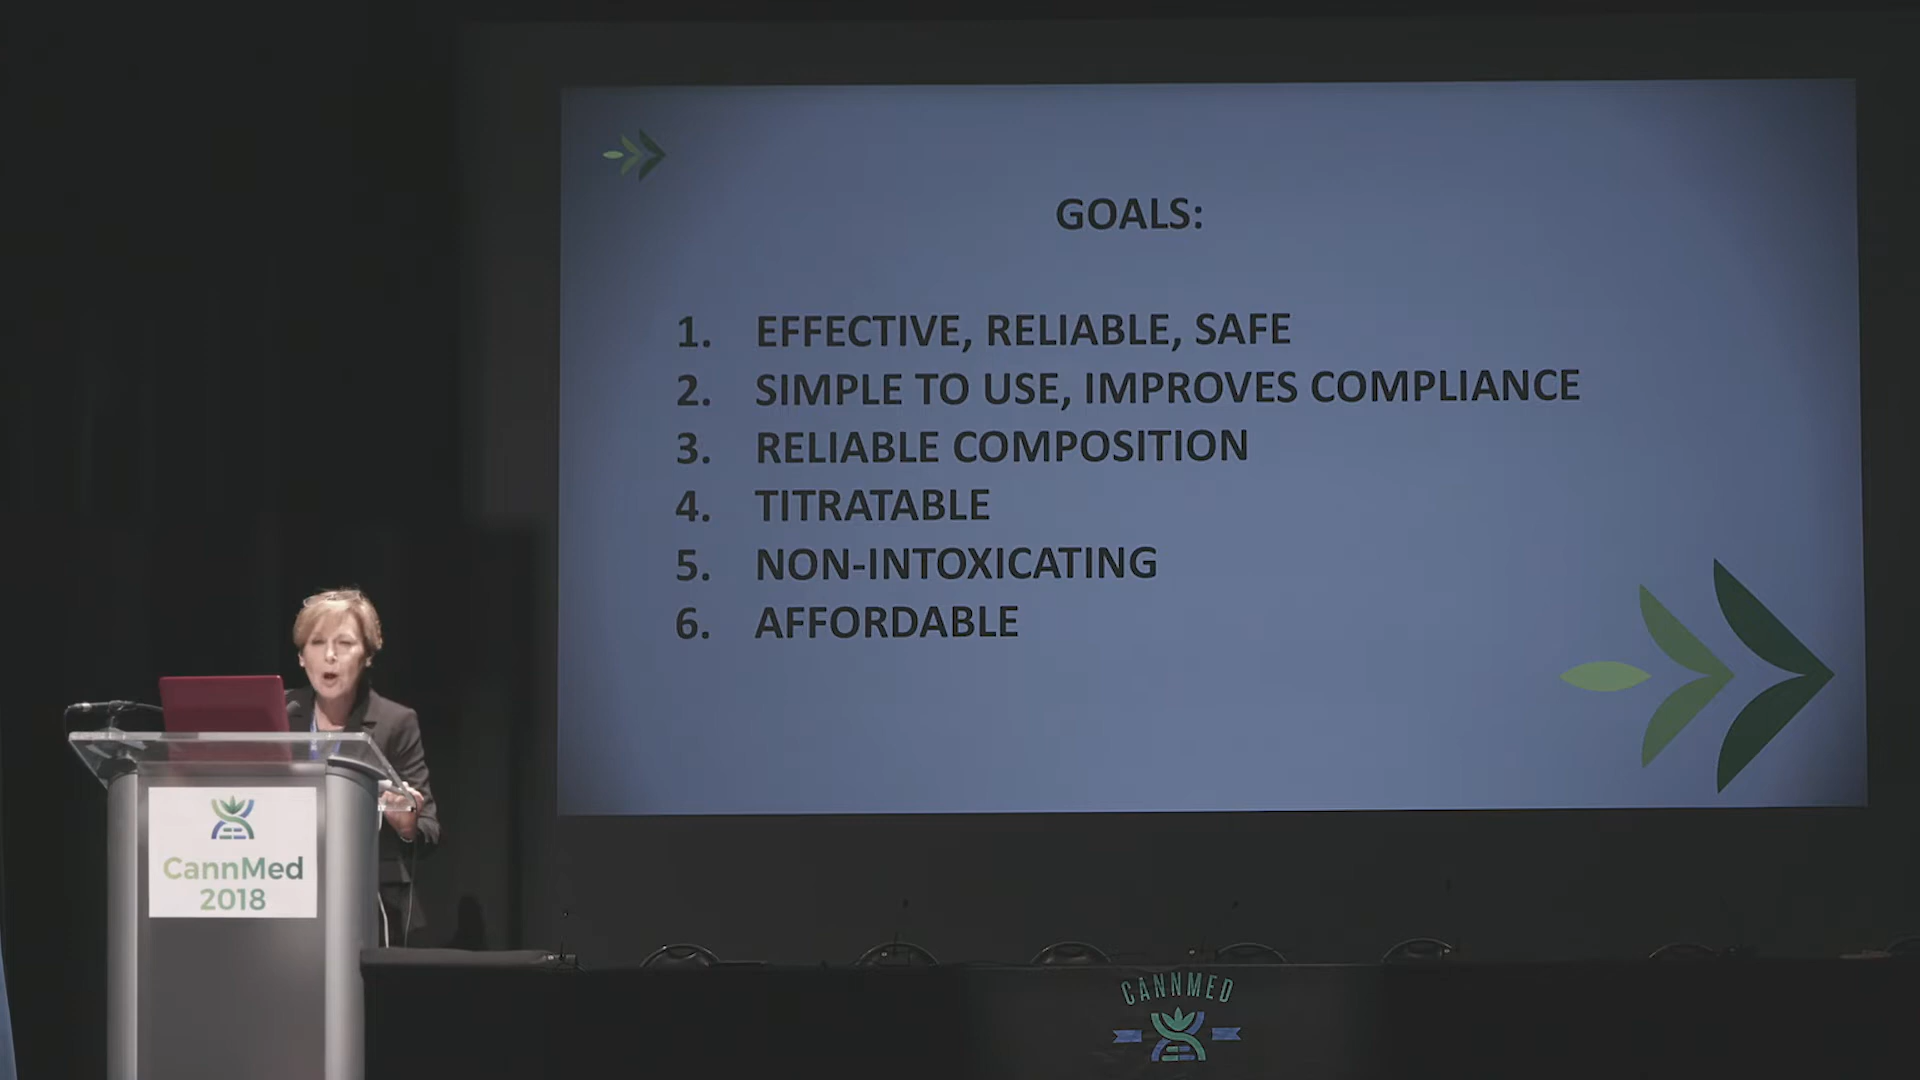 GOALS:
1. EFFECTIVE, RELIABLE, SAFE
2. SIMPLE TO USE, IMPROVES COMPLIANCE
3. RELIABLE COMPOSITION
4. TITRATABLE
5. NON-INTOXICATING
6. AFFORDABLE
CannMed
2018
CANNMED